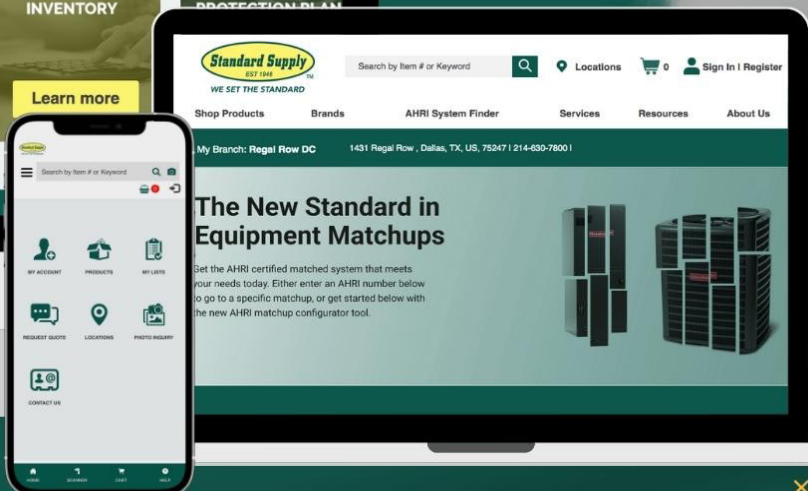 INVENTORY
PROTECTION PLAN
Learn more
Standard Supply
EST 1946
TM
WE SET THE STANDARD
Search by Item # or Keyword
Locations
0
Sign In | Register
Shop Products
Brands
AHRI System Finder
Services
Resources
About Us
My Branch: Regal Row DC
1431 Regal Row , Dallas, TX, US, 75247 | 214-630-7800 |
The New Standard in
Equipment Matchups
Get the AHRI certified matched system that meets
your needs today. Either enter an AHRI number below
to go to a specific matchup, or get started below with
the new AHRI matchup configurator tool.
Standard Supply
Search by Item # or Keyword
MY ACCOUNT
PRODUCTS
MY LISTS
REQUEST QUOTE
LOCATIONS
PHOTO INQUIRY
CONTACT US
HOME
SCANNER
CART
HELP